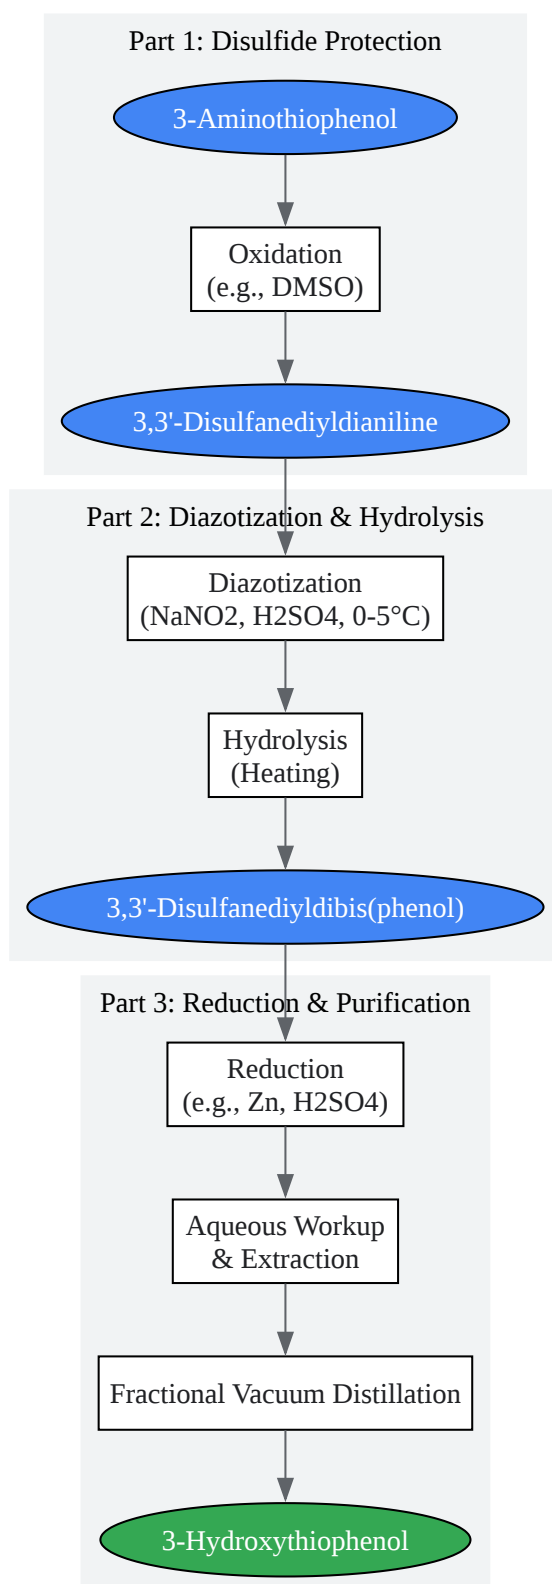 Part 1: Disulfide Protection
3-Aminothiophenol
Oxidation
(e.g., DMSO)
3,3'-Disulfanediyldianiline
Part 2: Diazotization & Hydrolysis
Diazotization
(NaNO2, H2SO4, 0-5°C)
Hydrolysis
(Heating)
3,3'-Disulfanediyldibis(phenol)
Part 3: Reduction & Purification
Reduction
(e.g., Zn, H2SO4)
Aqueous Workup
& Extraction
Fractional Vacuum Distillation
3-Hydroxythiophenol